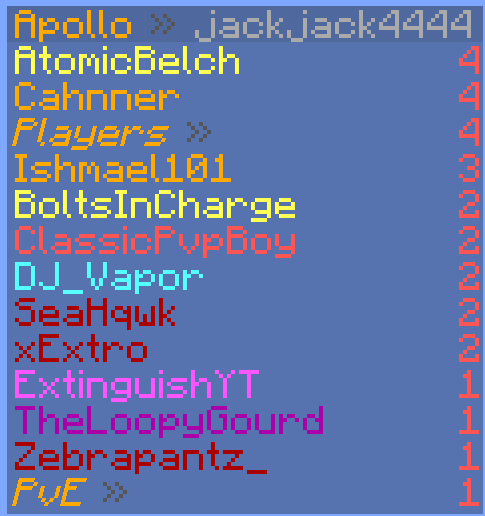 Apollo » jackjack4444
AtomicBelch 4
Cahnner 4
Players » 4
Ishmael101 3
BoltsInCharge 2
ClassicPvpBoy 2
DJ_Vapor 2
SeaHqwk 2
xExtro 2
ExtinguishYT 1
TheLoopyGourd 1
Zebrapantz_ 1
PvE » 1